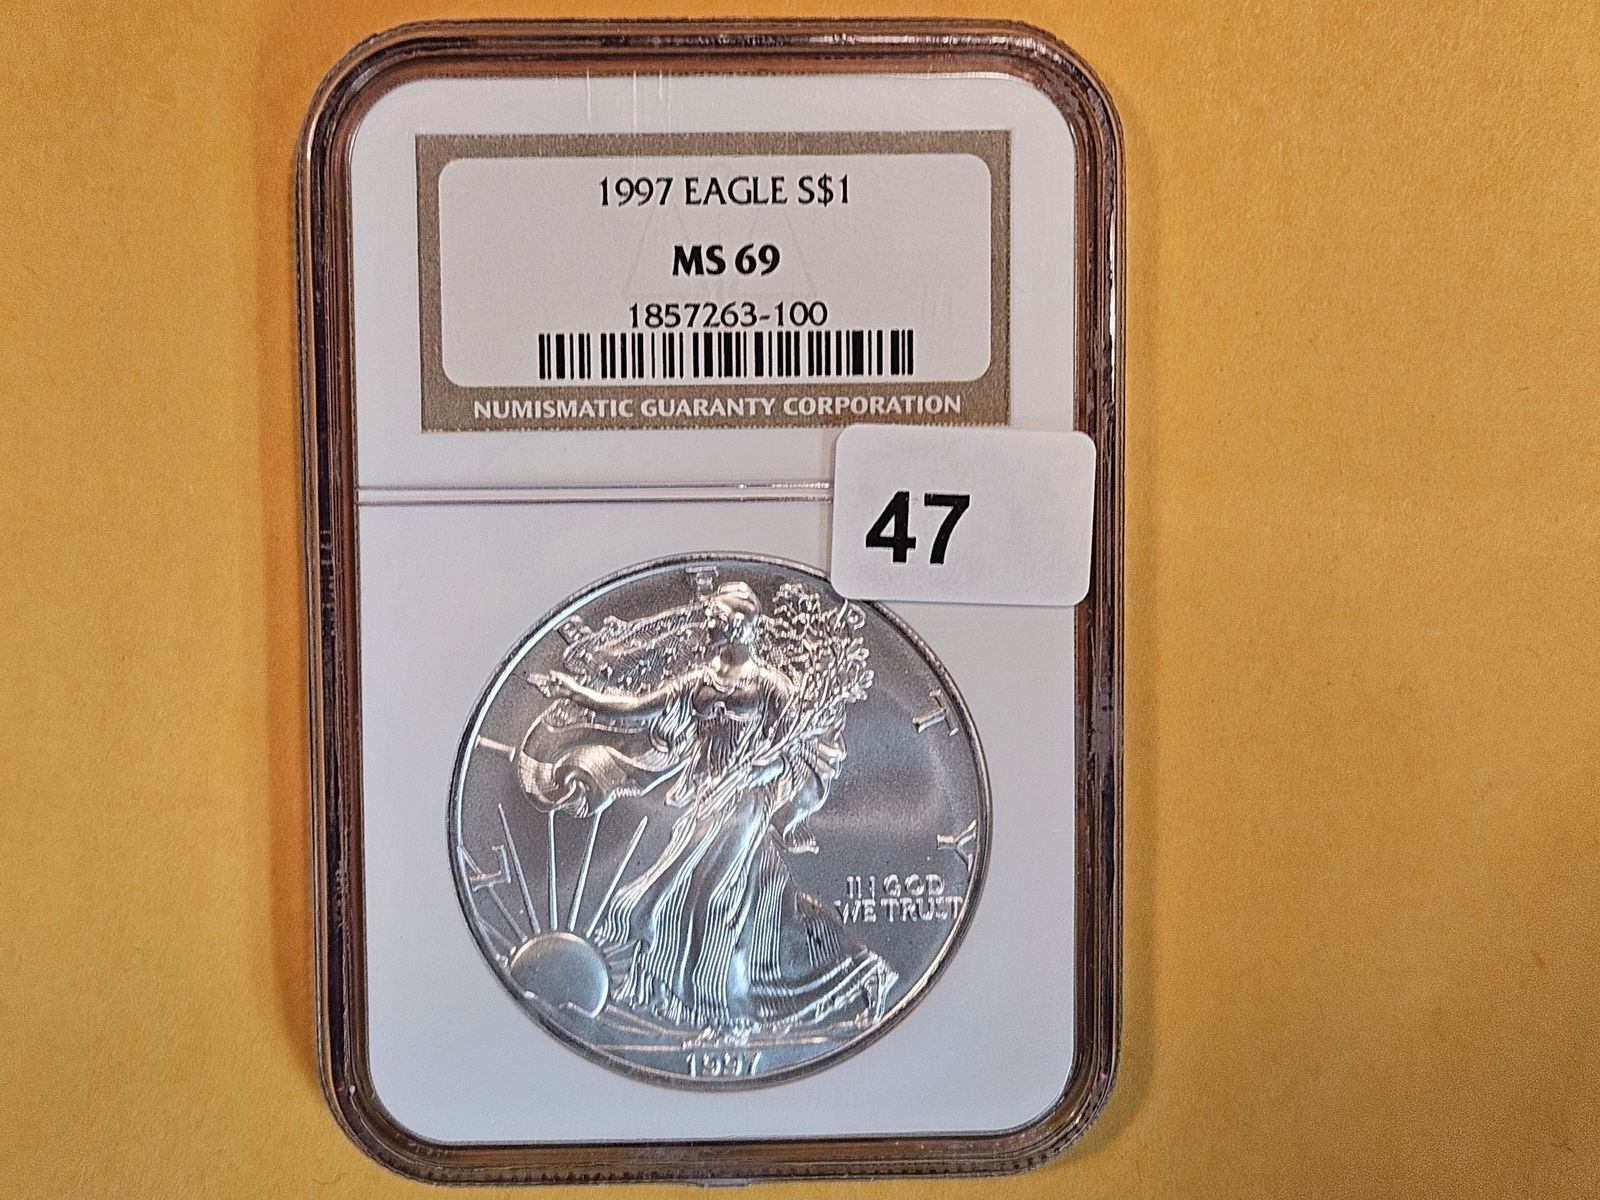 1997 EAGLE S$1
MS 69
1857263-100
NUMISMATIC GUARANTY CORPORATION
47
LIBERTY
IN GOD
WE TRUST
1997